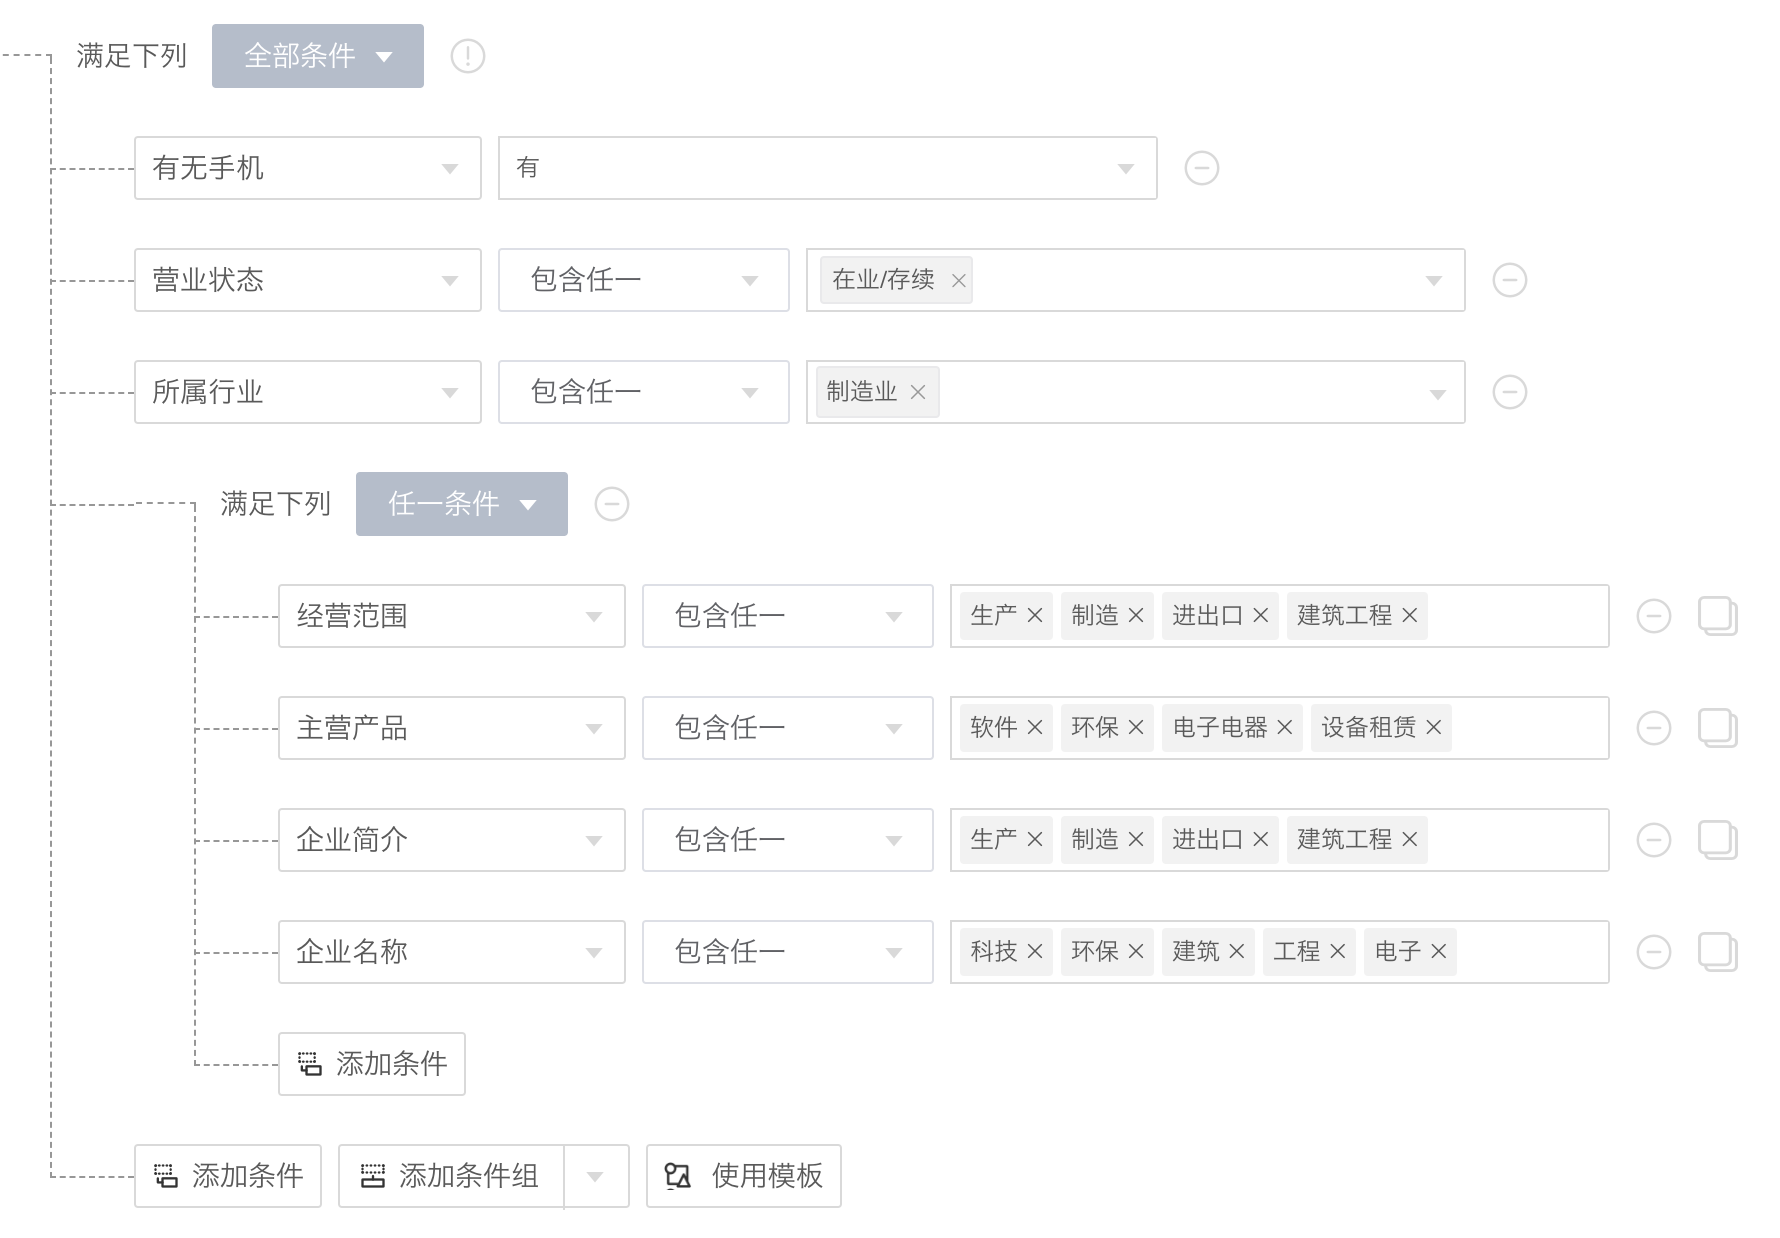 满足下列 全部条件
有无手机 有
营业状态 包含任一 在业/存续
所属行业 包含任一 制造业
满足下列 任一条件
经营范围 包含任一 生产 制造 进出口 建筑工程
主营产品 包含任一 软件 环保 电子电器 设备租赁
企业简介 包含任一 生产 制造 进出口 建筑工程
企业名称 包含任一 科技 环保 建筑 工程 电子
添加条件
添加条件 添加条件组 使用模板